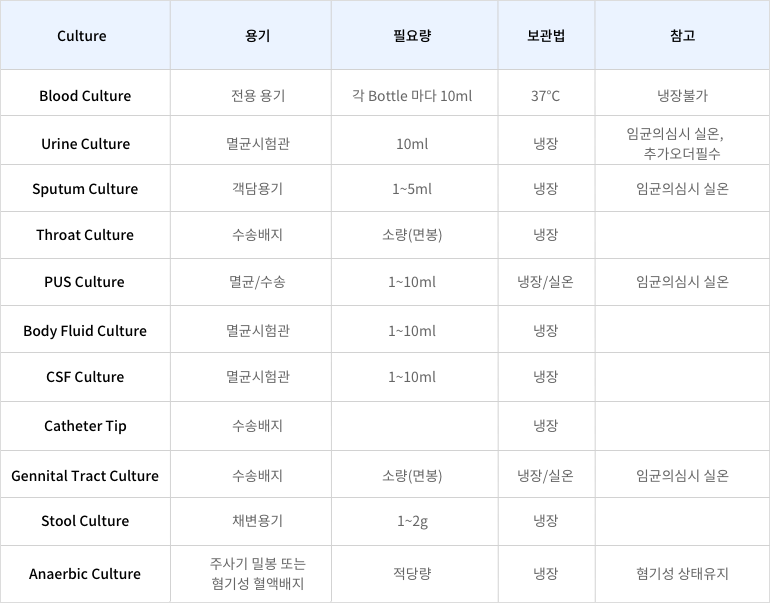 Culture 용기 필요량 보관법 참고
Blood Culture 전용 용기 각 Bottle 마다 10ml 37℃ 냉장불가
Urine Culture 멸균시험관 10ml 냉장 임균의심시 실온,
추가오더필수
Sputum Culture 객담용기 1~5ml 냉장 임균의심시 실온
Throat Culture 수송배지 소량(면봉) 냉장
PUS Culture 멸균/수송 1~10ml 냉장/실온 임균의심시 실온
Body Fluid Culture 멸균시험관 1~10ml 냉장
CSF Culture 멸균시험관 1~10ml 냉장
Catheter Tip 수송배지 냉장
Gennital Tract Culture 수송배지 소량(면봉) 냉장/실온 임균의심시 실온
Stool Culture 채변용기 1~2g 냉장
Anaerbic Culture 주사기 밀봉 또는
혐기성 혈액배지 적당량 냉장 혐기성 상태유지